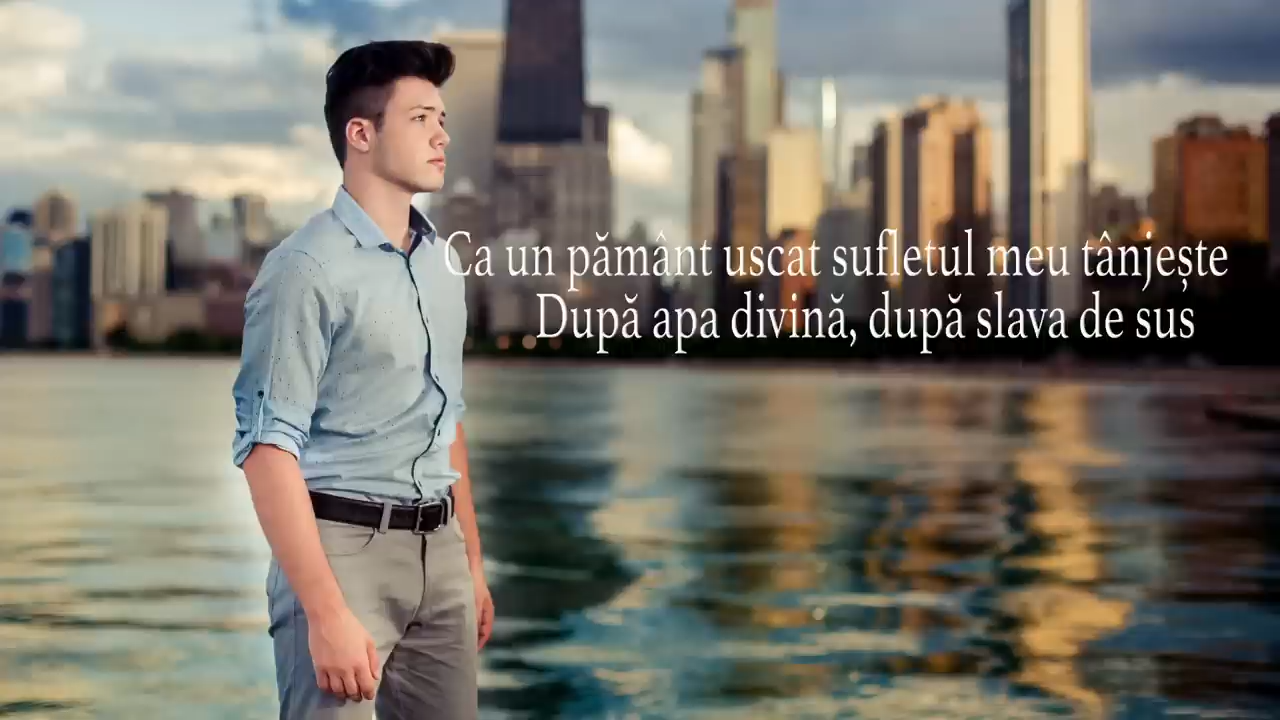 Ca un pământ uscat sufletul meu tânjește
După apa divină, după slava de sus